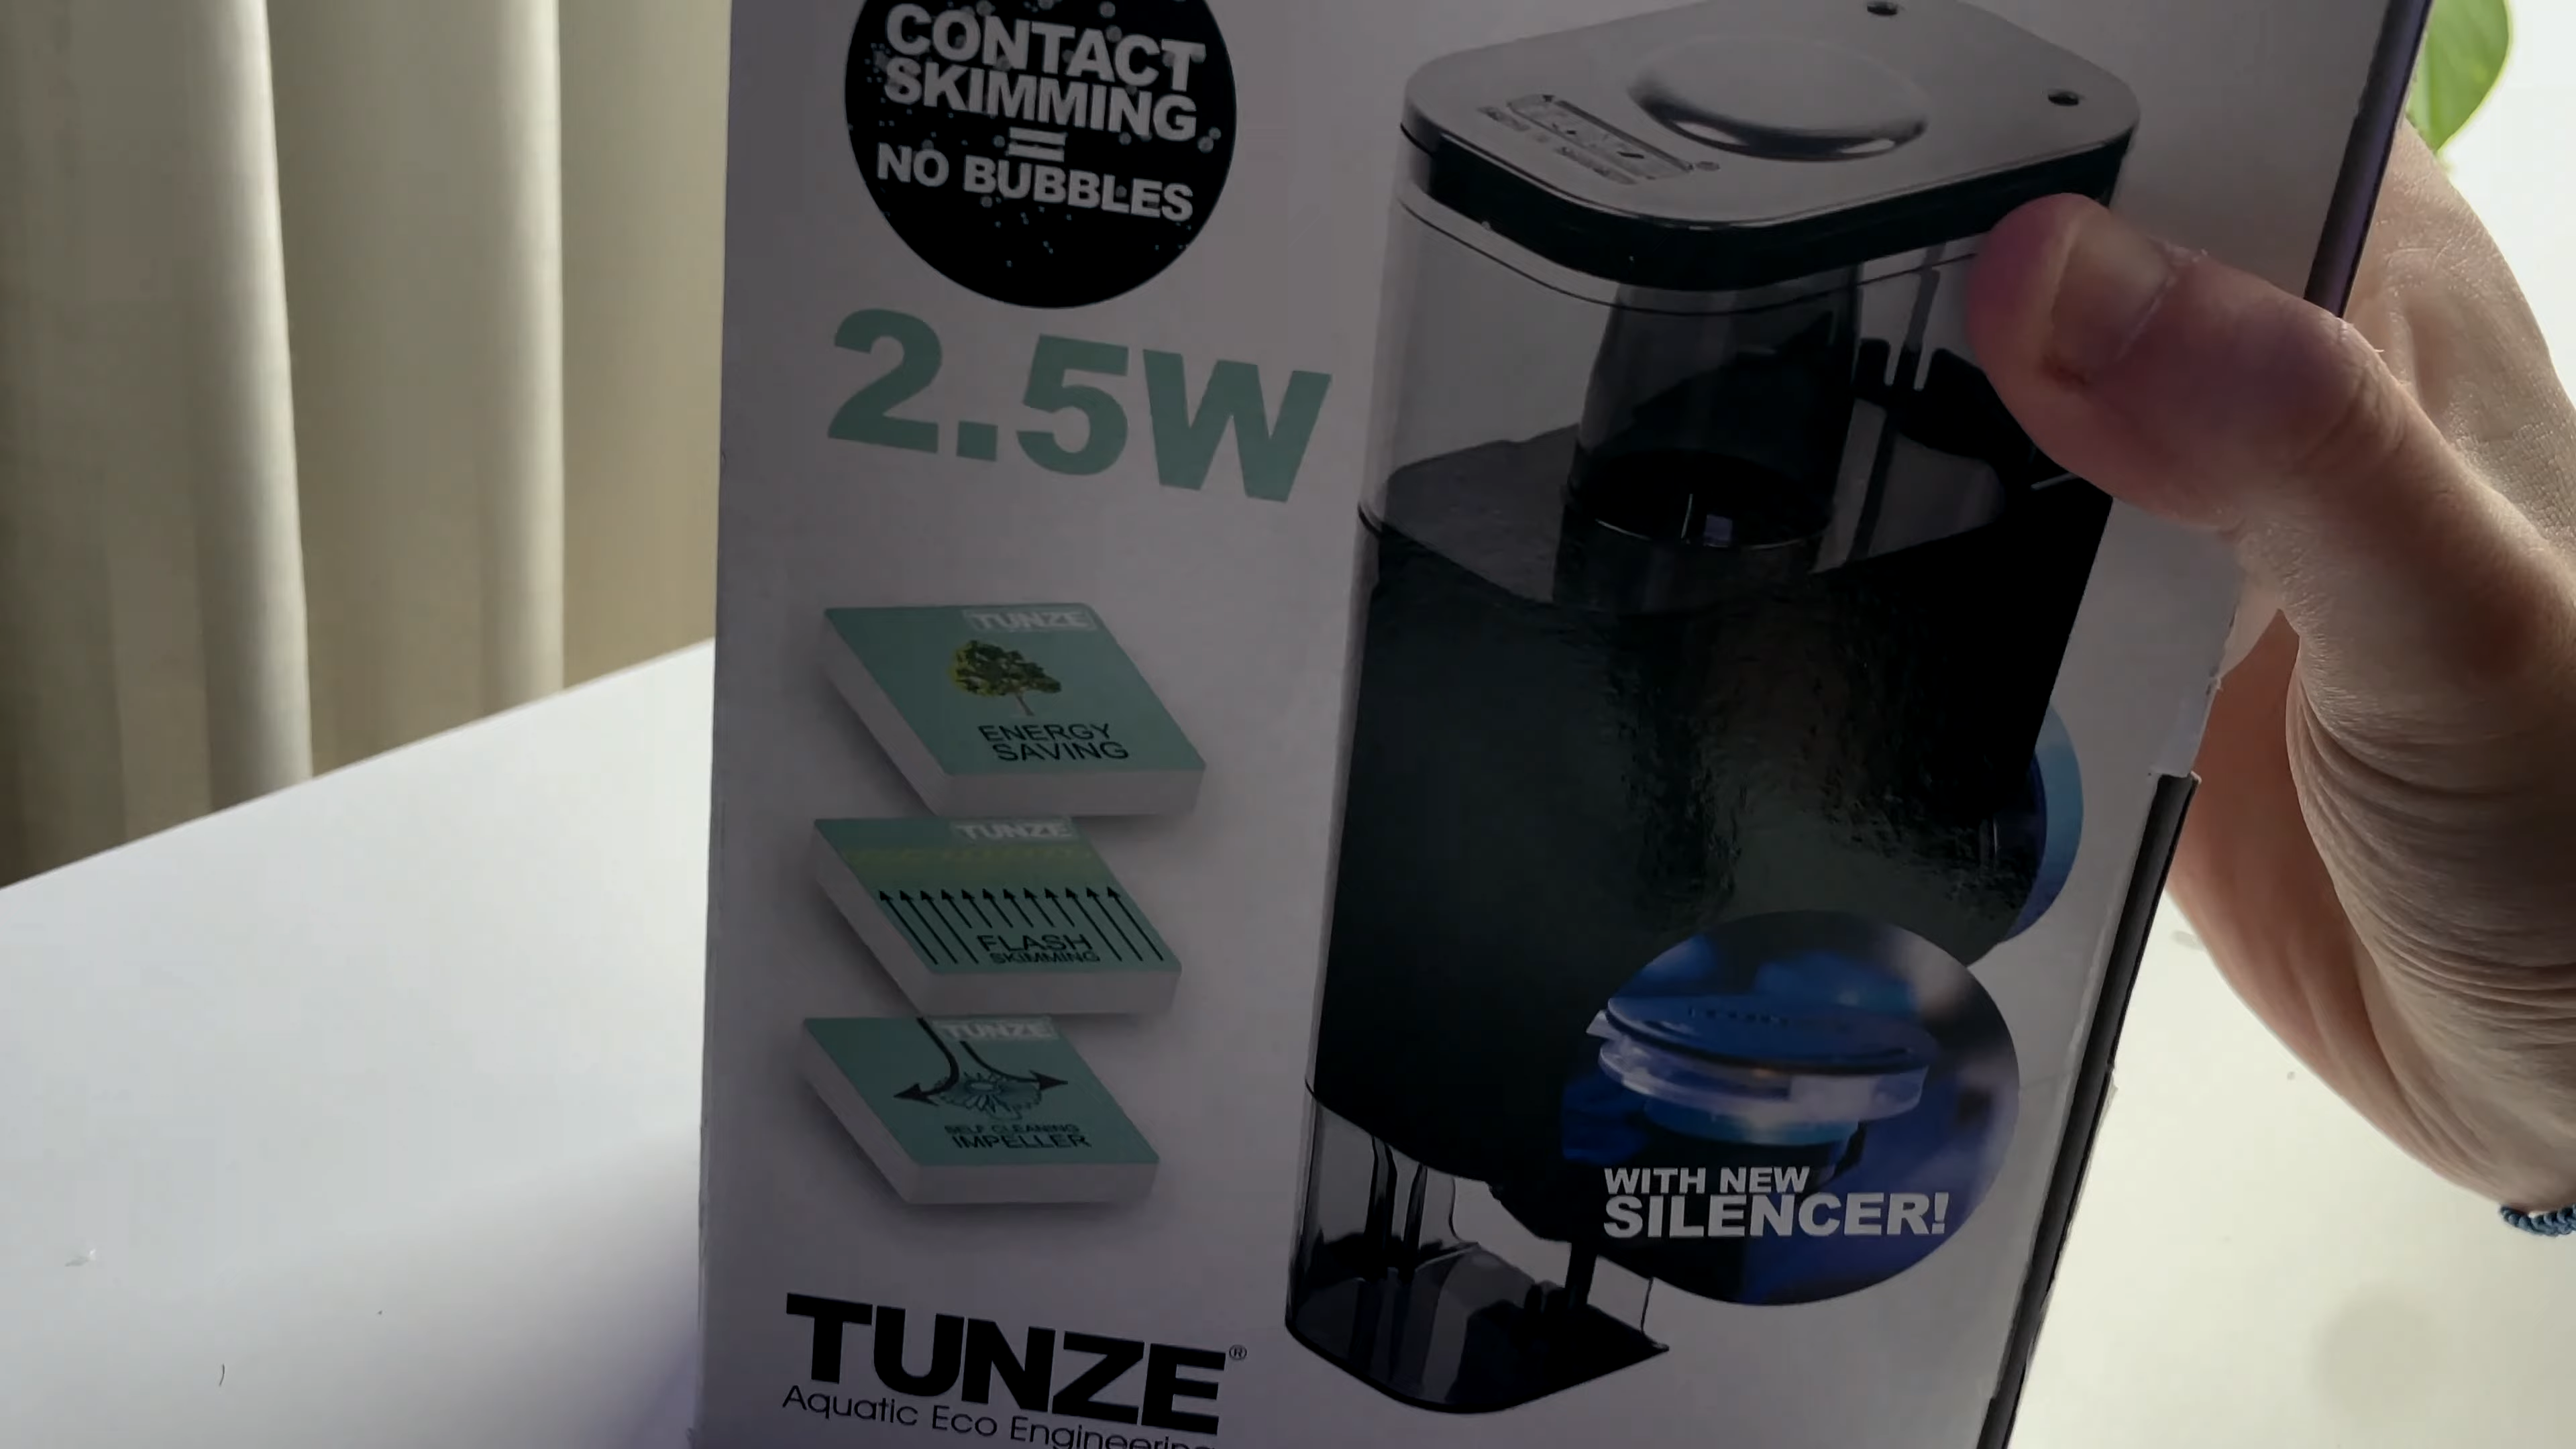 CONTACT
SKIMMING
=
NO BUBBLES
2.5W
TUNZE
ENERGY
SAVING
TUNZE
FLASH
SKIMMING
TUNZE
SELF CLEANING
IMPELLER
WITH NEW
SILENCER!
TUNZE®
Aquatic Eco Engineering